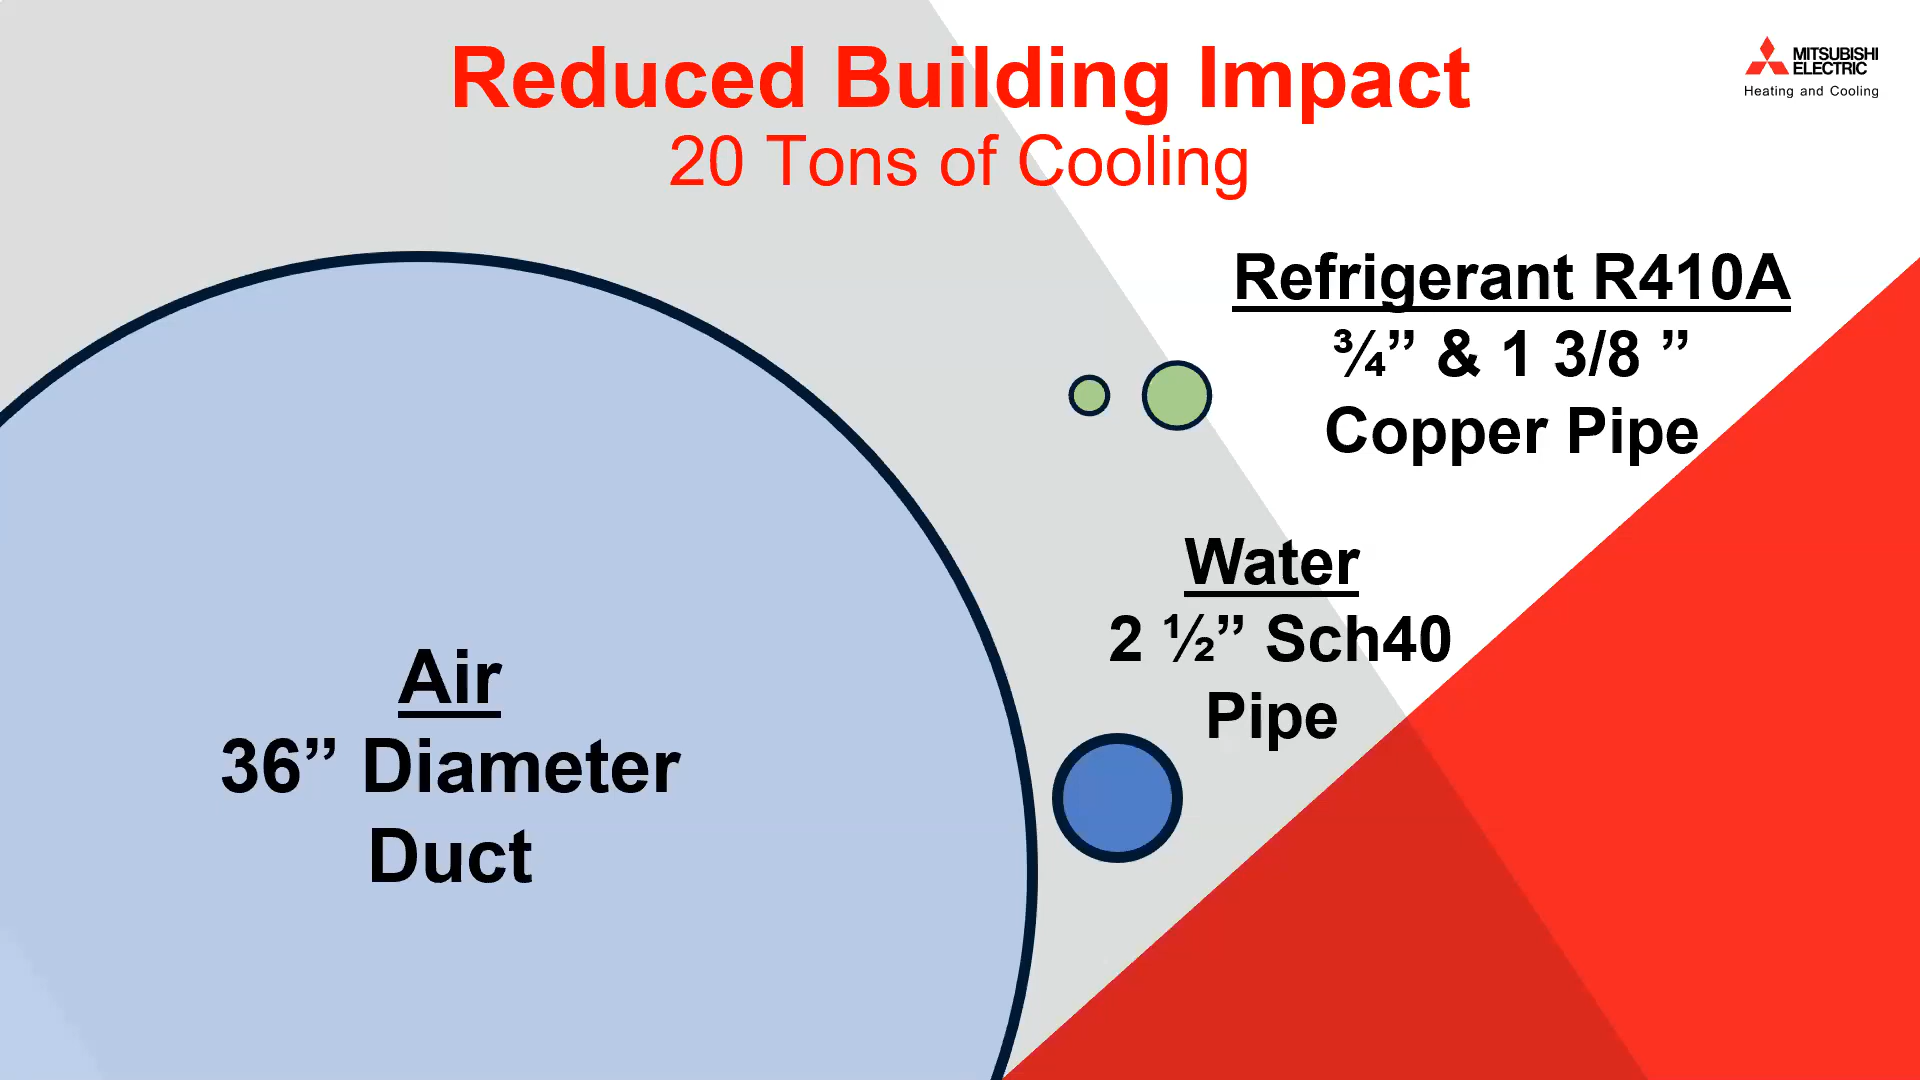 Reduced Building Impact
20 Tons of Cooling
MITSUBISHI
ELECTRIC
Heating and Cooling
Refrigerant R410A
¾” & 1 3/8 ”
Copper Pipe
Water
2 ½” Sch40
Pipe
Air
36” Diameter
Duct